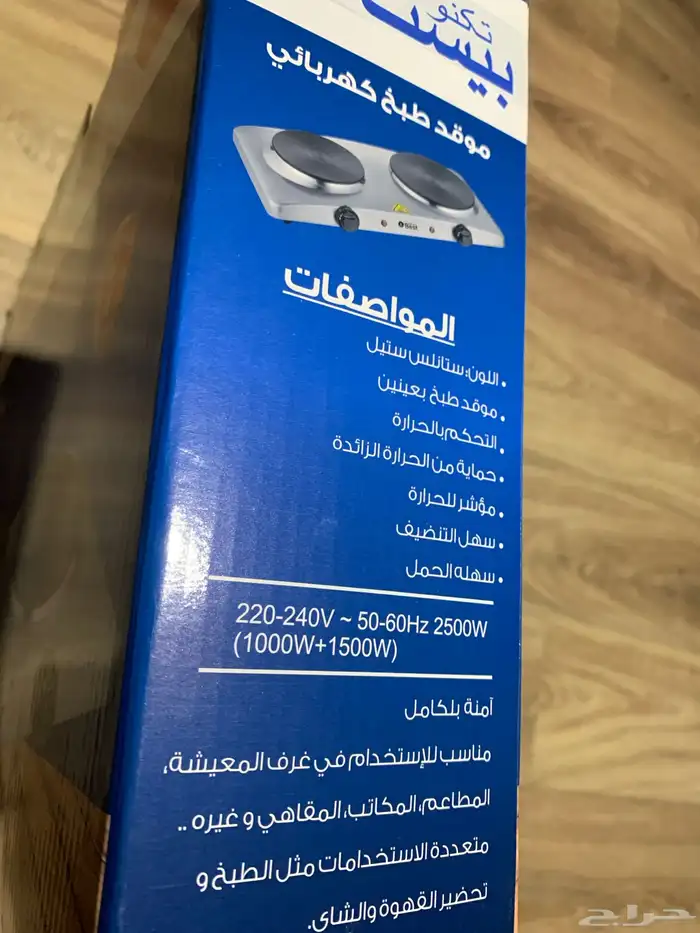 تكنو
بيست
موقد طبخ كهربائي
Best
المواصفات
• اللون: ستانلس ستيل
• موقد طبخ بعينين
• التحكم بالحرارة
• حماية من الحرارة الزائدة
• مؤشر للحرارة
• سهل التنضيف
• سهله الحمل
220-240V ~ 50-60Hz 2500W
(1000W+1500W)
آمنة بلكامل
مناسب للإستخدام في غرف المعيشة،
المطاعم، المكاتب، المقاهي و غيره ..
متعددة الاستخدامات مثل الطبخ و
تحضير القهوة والشاي.
حراج